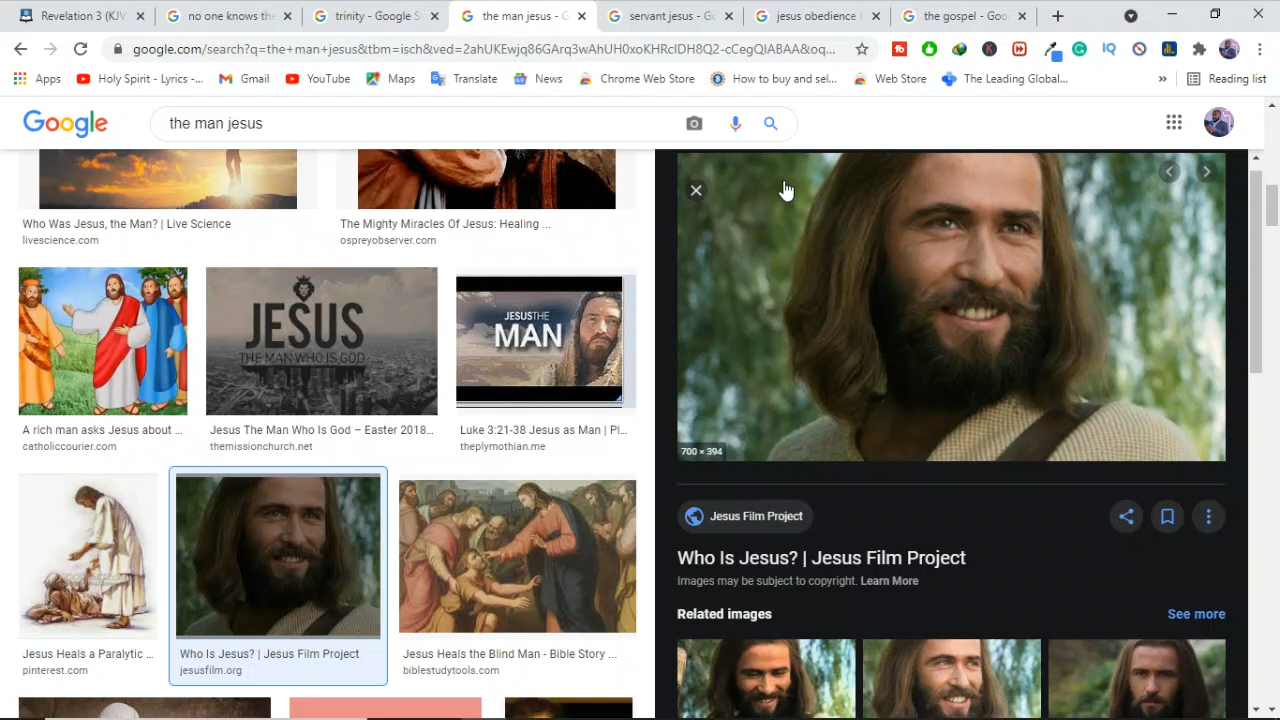 Revelation 3 (KJV
no one knows the
trinity - Google S
the man jesus - G
servant jesus - Go
jesus obedience t
the gospel - Goo
google.com/search?q=the+man+jesus&tbm=isch&ved=2ahUKEwjq86GArq3wAhUH0xoKHRcIDH8Q2-cCegQIABAA&oq...
Apps
Holy Spirit - Lyrics -...
Gmail
YouTube
Maps
Translate
News
Chrome Web Store
How to buy and sel...
Web Store
The Leading Global...
»
Reading list
Google
the man jesus
Who Was Jesus, the Man? | Live Science
livescience.com
The Mighty Miracles Of Jesus: Healing ...
ospreyobserver.com
JESUS
THE MAN WHO IS GOD
JESUSTHE
MAN
A rich man asks Jesus about ...
catholiccourier.com
Jesus The Man Who Is God – Easter 2018...
themissionchurch.net
Luke 3:21-38 Jesus as Man | Pl...
theplymothian.me
Jesus Heals a Paralytic ...
pinterest.com
Who Is Jesus? | Jesus Film Project
jesusfilm.org
Jesus Heals the Blind Man - Bible Story ...
biblestudytools.com
700 × 394
Jesus Film Project
Who Is Jesus? | Jesus Film Project
Images may be subject to copyright. Learn More
Related images
See more